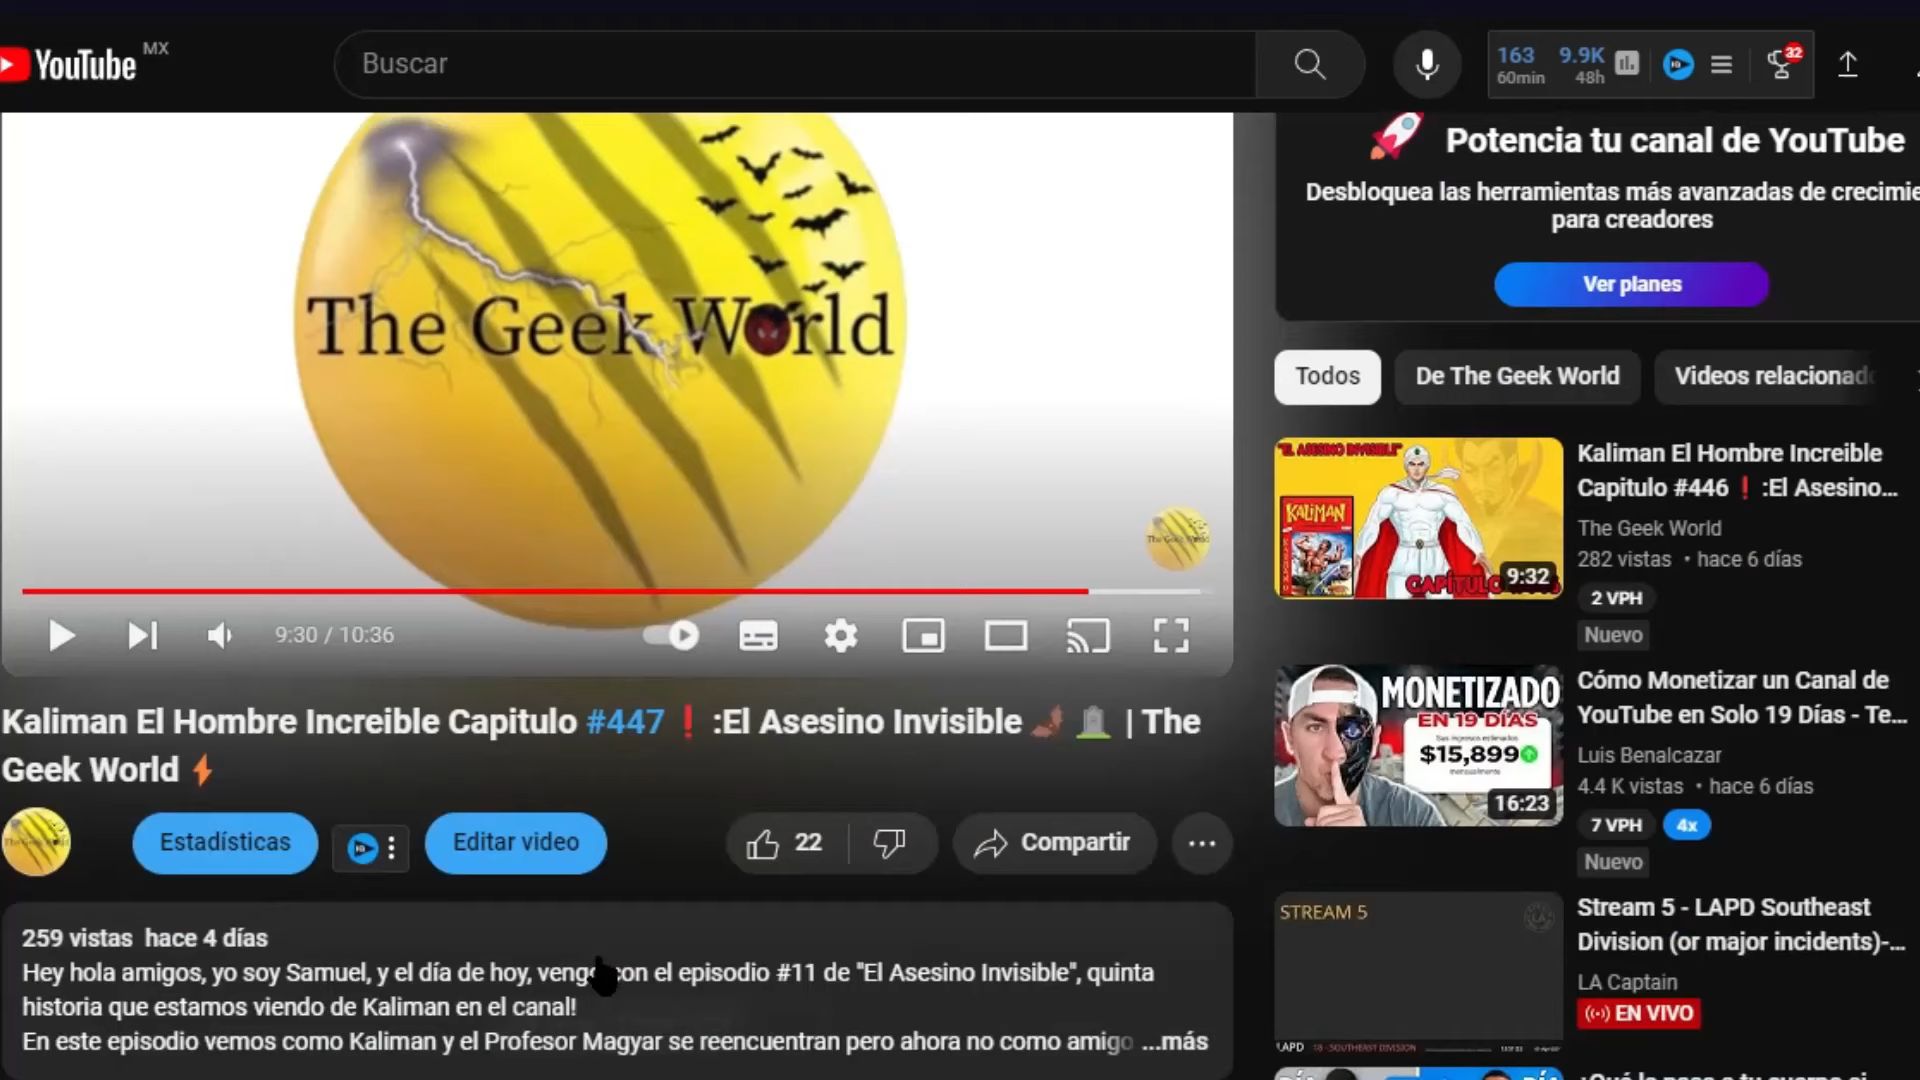 YouTube MX
Buscar
163
60min
9.9K
48h
32
The Geek World
9:30 / 10:36
Kaliman El Hombre Increible Capitulo #447❗ :El Asesino Invisible 🦂🪦 | The
Geek World ⚡
Estadísticas
Editar video
22
Compartir
259 vistas hace 4 días
Hey hola amigos, yo soy Samuel, y el día de hoy, vengo con el episodio #11 de "El Asesino Invisible", quinta
historia que estamos viendo de Kaliman en el canal!
En este episodio vemos como Kaliman y el Profesor Magyar se reencuentran pero ahora no como amigo ...más
Potencia tu canal de YouTube
Desbloquea las herramientas más avanzadas de crecimie
para creadores
Ver planes
Todos
De The Geek World
Videos relacionad
"EL ASESINO INVISIBLE"
KALIMAN
CAPÍTULO
9:32
Kaliman El Hombre Increible
Capitulo #446❗ :El Asesino...
The Geek World
282 vistas • hace 6 días
2 VPH
Nuevo
MONETIZADO
EN 19 DÍAS
$15,899
16:23
Cómo Monetizar un Canal de
YouTube en Solo 19 Días - Te...
Luis Benalcazar
4.4 K vistas • hace 6 días
7 VPH
4x
Nuevo
STREAM 5
LAPD
Stream 5 - LAPD Southeast
Division (or major incidents)-...
LA Captain
EN VIVO